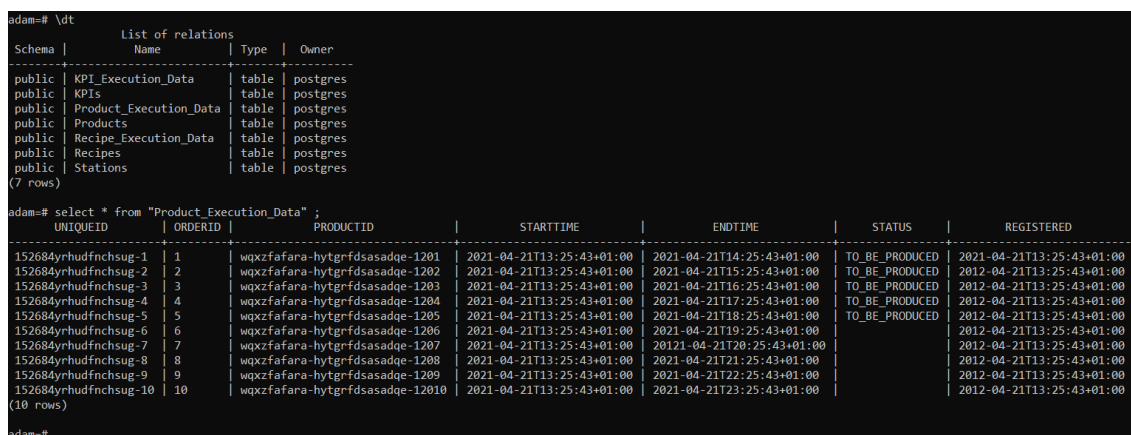 adam=# \dt
List of relations
Schema | Name | Type | Owner
--------+------------------------+-------+----------
public | KPI_Execution_Data | table | postgres
public | KPIs | table | postgres
public | Product_Execution_Data | table | postgres
public | Products | table | postgres
public | Recipe_Execution_Data | table | postgres
public | Recipes | table | postgres
public | Stations | table | postgres
(7 rows)
adam=# select * from "Product_Execution_Data" ;
UNIQUEID | ORDERID | PRODUCTID | STARTTIME | ENDTIME | STATUS | REGISTERED
152684yrhudfnchsug-1 | 1 | wqxzfafara-hytgrfdsasadqe-1201 | 2021-04-21T13:25:43+01:00 | 2021-04-21T14:25:43+01:00 | TO_BE_PRODUCED | 2021-04-21T13:25:43+01:00
152684yrhudfnchsug-2 | 2 | wqxzfafara-hytgrfdsasadqe-1202 | 2021-04-21T13:25:43+01:00 | 2021-04-21T15:25:43+01:00 | TO_BE_PRODUCED | 2012-04-21T13:25:43+01:00
152684yrhudfnchsug-3 | 3 | wqxzfafara-hytgrfdsasadqe-1203 | 2021-04-21T13:25:43+01:00 | 2021-04-21T16:25:43+01:00 | TO_BE_PRODUCED | 2012-04-21T13:25:43+01:00
152684yrhudfnchsug-4 | 4 | wqxzfafara-hytgrfdsasadqe-1204 | 2021-04-21T13:25:43+01:00 | 2021-04-21T17:25:43+01:00 | TO_BE_PRODUCED | 2012-04-21T13:25:43+01:00
152684yrhudfnchsug-5 | 5 | wqxzfafara-hytgrfdsasadqe-1205 | 2021-04-21T13:25:43+01:00 | 2021-04-21T18:25:43+01:00 | TO_BE_PRODUCED | 2012-04-21T13:25:43+01:00
152684yrhudfnchsug-6 | 6 | wqxzfafara-hytgrfdsasadqe-1206 | 2021-04-21T13:25:43+01:00 | 2021-04-21T19:25:43+01:00 | | 2012-04-21T13:25:43+01:00
152684yrhudfnchsug-7 | 7 | wqxzfafara-hytgrfdsasadqe-1207 | 2021-04-21T13:25:43+01:00 | 20121-04-21T20:25:43+01:00 | | 2012-04-21T13:25:43+01:00
152684yrhudfnchsug-8 | 8 | wqxzfafara-hytgrfdsasadqe-1208 | 2021-04-21T13:25:43+01:00 | 2021-04-21T21:25:43+01:00 | | 2012-04-21T13:25:43+01:00
152684yrhudfnchsug-9 | 9 | wqxzfafara-hytgrfdsasadqe-1209 | 2021-04-21T13:25:43+01:00 | 2021-04-21T22:25:43+01:00 | | 2012-04-21T13:25:43+01:00
152684yrhudfnchsug-10 | 10 | wqxzfafara-hytgrfdsasadqe-12010 | 2021-04-21T13:25:43+01:00 | 2021-04-21T23:25:43+01:00 | | 2012-04-21T13:25:43+01:00
(10 rows)
adam=#